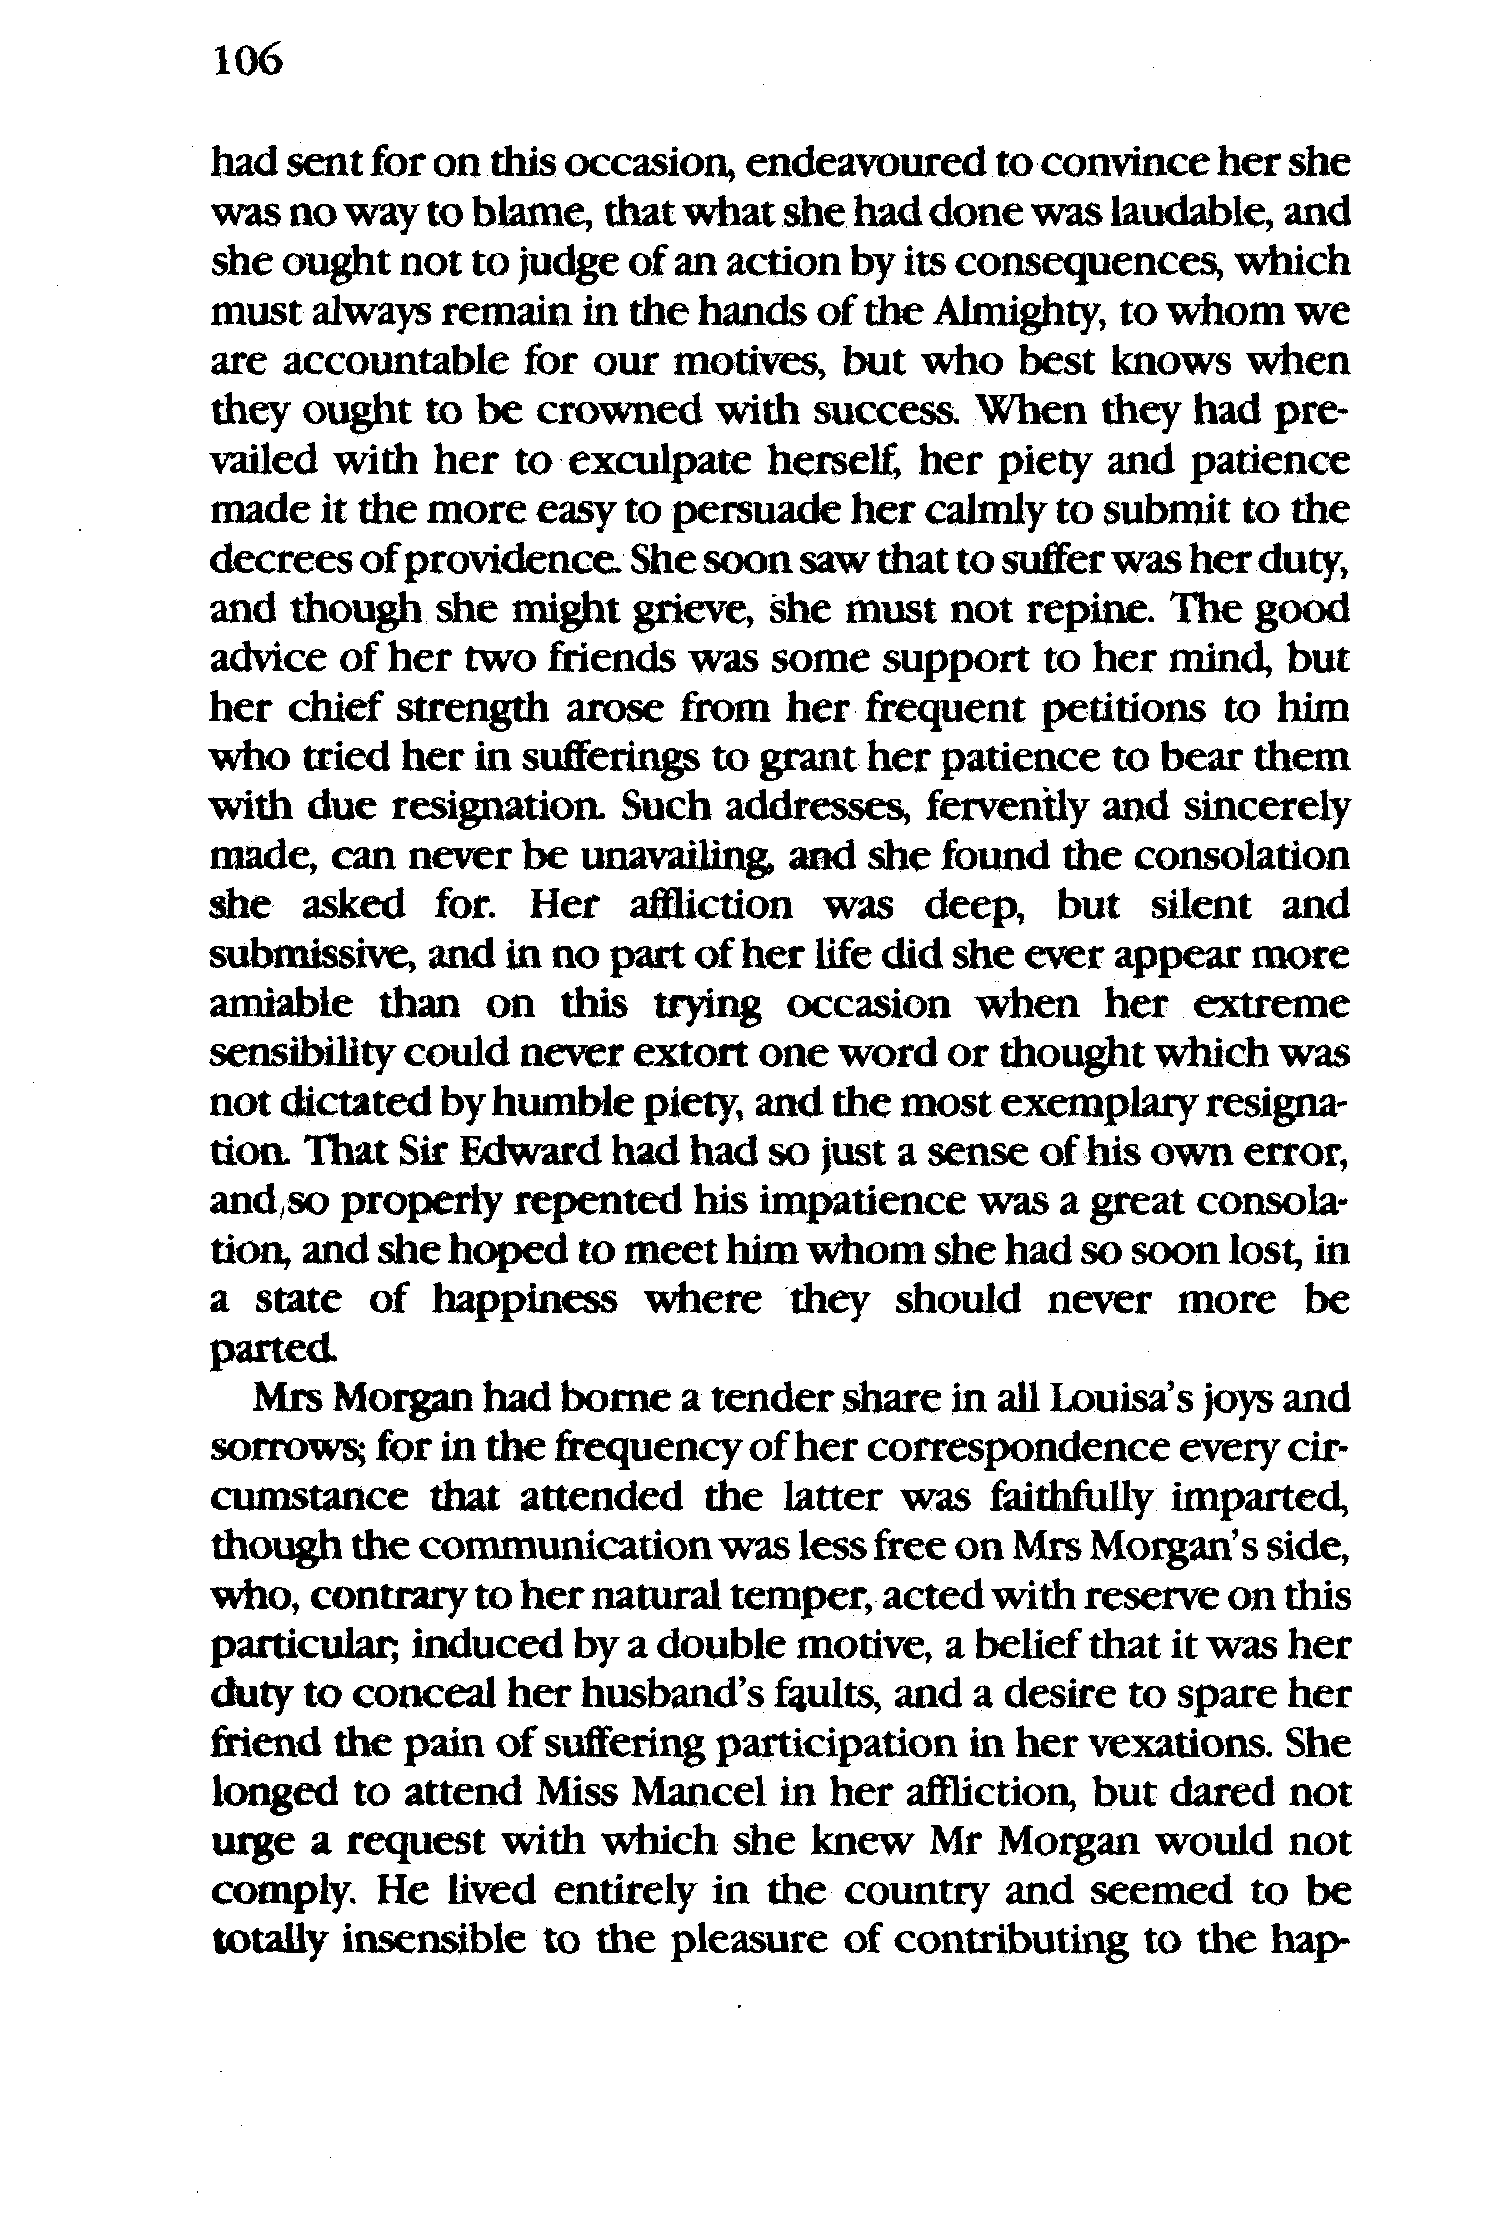 106
had sent for on this occasion, endeavoured to convince her she
was no way to blame, that what she had done was laudable, and
she ought not to judge of an action by its consequences, which
must always remain in the hands of the Almighty, to whom we
are accountable for our motives, but who best knows when
they ought to be crowned with success. When they had pre-
vailed with her to exculpate herself, her piety and patience
made it the more easy to persuade her calmly to submit to the
decrees of providence. She soon saw that to suffer was her duty,
and though she might grieve, she must not repine. The good
advice of her two friends was some support to her mind, but
her chief strength arose from her frequent petitions to him
who tried her in sufferings to grant her patience to bear them
with due resignation. Such addresses, fervently and sincerely
made, can never be unavailing, and she found the consolation
she asked for. Her affliction was deep, but silent and
submissive, and in no part of her life did she ever appear more
amiable than on this trying occasion when her extreme
sensibility could never extort one word or thought which was
not dictated by humble piety, and the most exemplary resigna-
tion. That Sir Edward had had so just a sense of his own error,
and, so properly repented his impatience was a great consola-
tion, and she hoped to meet him whom she had so soon lost, in
a state of happiness where they should never more be
parted.
Mrs Morgan had borne a tender share in all Louisa's joys and
sorrows; for in the frequency of her correspondence every cir-
cumstance that attended the latter was faithfully imparted,
though the communication was less free on Mrs Morgan's side,
who, contrary to her natural temper, acted with reserve on this
particular; induced by a double motive, a belief that it was her
duty to conceal her husband's faults, and a desire to spare her
friend the pain of suffering participation in her vexations. She
longed to attend Miss Mancel in her affliction, but dared not
urge a request with which she knew Mr Morgan would not
comply. He lived entirely in the country and seemed to be
totally insensible to the pleasure of contributing to the hap-